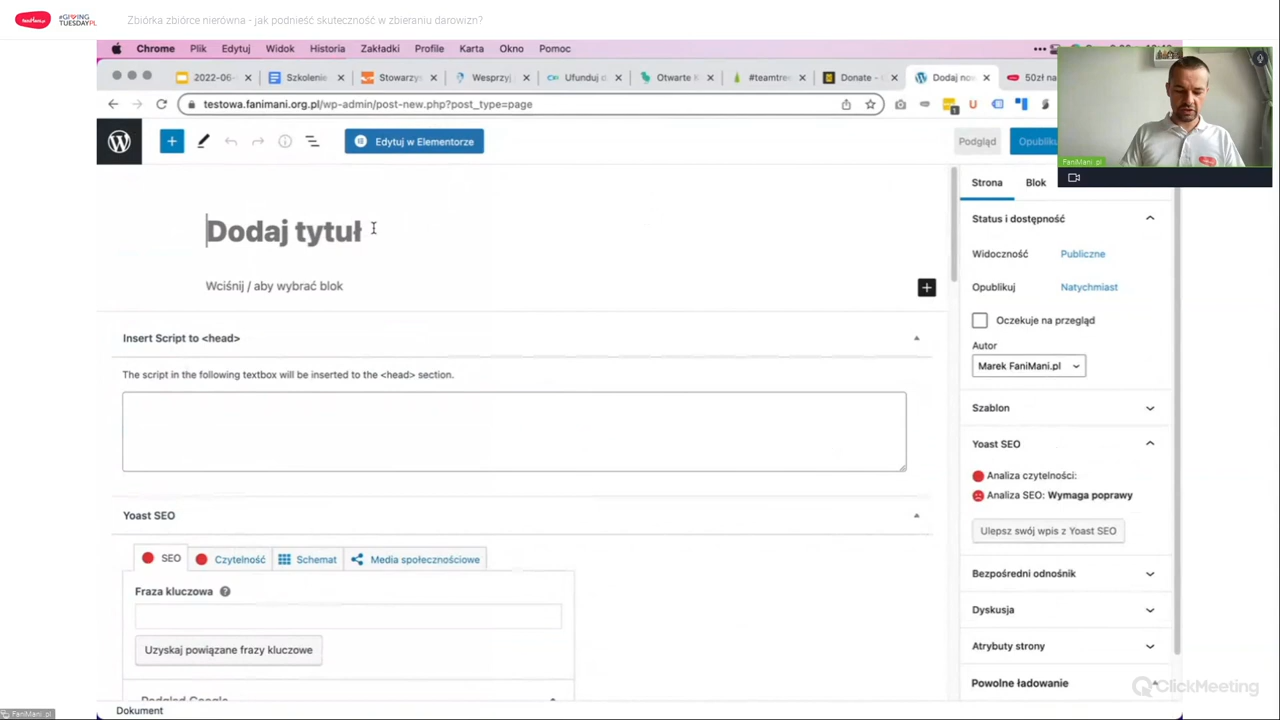 fanimani.pl
#GIVING
TUESDAYPL
Zbiórka zbiórce nierówna - jak podnieść skuteczność w zbieraniu darowizn?
Chrome Plik Edytuj Widok Historia Zakładki Profile Karta Okno Pomoc
2022-06- Szkolenie Stowarzys Wesprzyj Ufunduj d Otwarte K #teamtre Donate - Dodaj no 50zł na
testowa.fanimani.org.pl/wp-admin/post-new.php?post_type=page
Edytuj w Elementorze
Podgląd
Opubliku
FaniMani .pl
Dodaj tytuł
Wciśnij / aby wybrać blok
Insert Script to <head>
The script in the following textbox will be inserted to the <head> section.
Yoast SEO
SEO Czytelność Schemat Media społecznościowe
Fraza kluczowa
Uzyskaj powiązane frazy kluczowe
Podgląd Google
Dokument
Strona Blok
Status i dostępność
Widoczność Publiczne
Opublikuj Natychmiast
Oczekuje na przegląd
Autor
Marek FaniMani.pl
Szablon
Yoast SEO
Analiza czytelności:
Analiza SEO: Wymaga poprawy
Ulepsz swój wpis z Yoast SEO
Bezpośredni odnośnik
Dyskusja
Atrybuty strony
Powolne ładowanie
ClickMeeting
FaniMani .pl